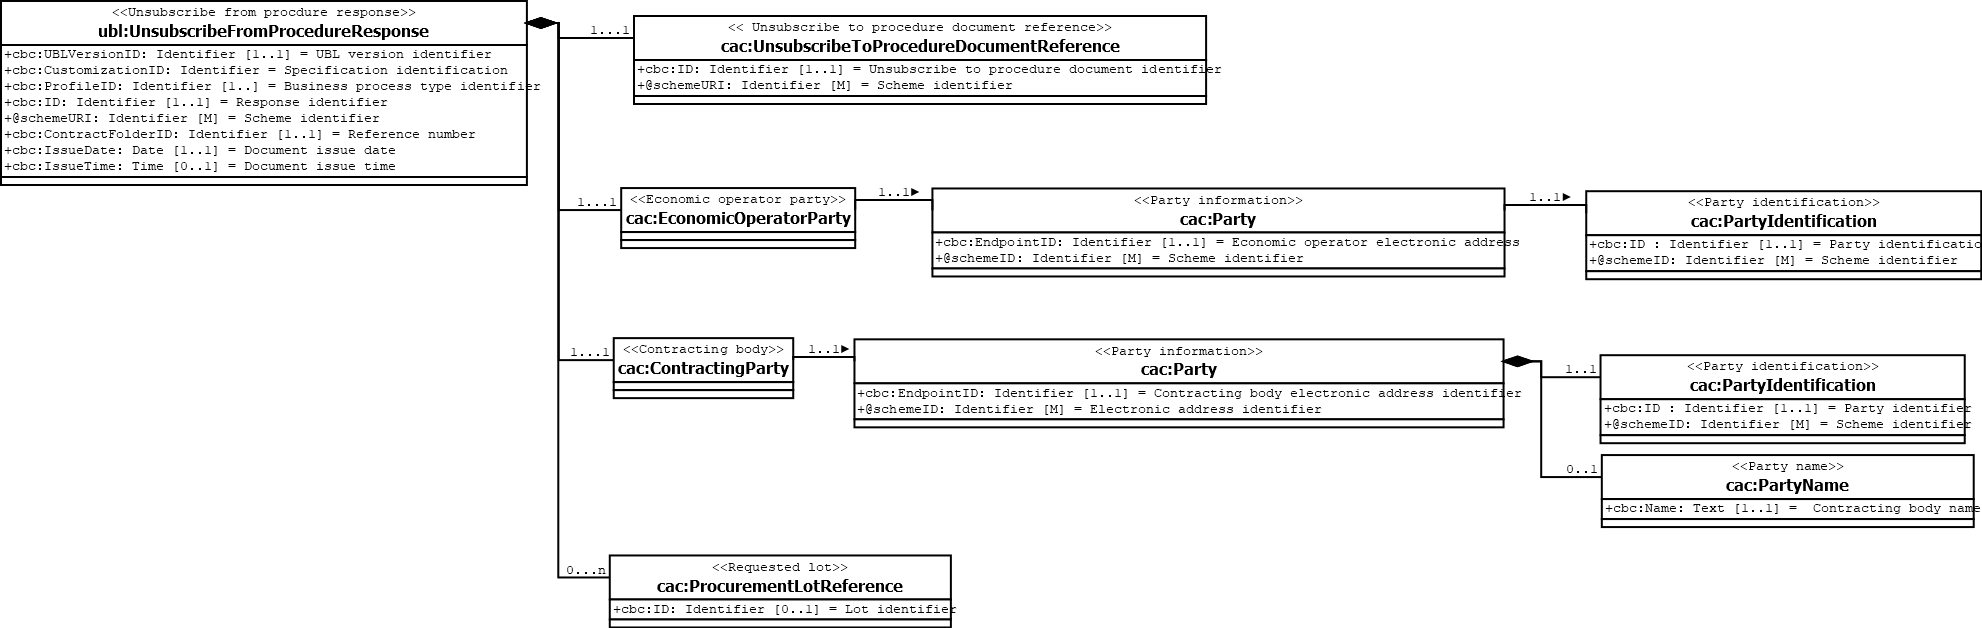 <<Unsubscribe from procdure response>>
ubl:UnsubscribeFromProcedureResponse
+cbc:UBLVersionID: Identifier [1..1] = UBL version identifier
+cbc:CustomizationID: Identifier = Specification identification
+cbc:ProfileID: Identifier [1..] = Business process type identifier
+cbc:ID: Identifier [1..1] = Response identifier
+@schemeURI: Identifier [M] = Scheme identifier
+cbc:ContractFolderID: Identifier [1..1] = Reference number
+cbc:IssueDate: Date [1..1] = Document issue date
+cbc:IssueTime: Time [0..1] = Document issue time
1...1
<< Unsubscribe to procedure document reference>>
cac:UnsubscribeToProcedureDocumentReference
+cbc:ID: Identifier [1..1] = Unsubscribe to procedure document identifier
+@schemeURI: Identifier [M] = Scheme identifier
1...1
<<Economic operator party>>
cac:EconomicOperatorParty
1..1
<<Party information>>
cac:Party
+cbc:EndpointID: Identifier [1..1] = Economic operator electronic address
+@schemeID: Identifier [M] = Scheme identifier
1..1
<<Party identification>>
cac:PartyIdentification
+cbc:ID : Identifier [1..1] = Party identificatio
+@schemeID: Identifier [M] = Scheme identifier
1...1
<<Contracting body>>
cac:ContractingParty
1..1
<<Party information>>
cac:Party
+cbc:EndpointID: Identifier [1..1] = Contracting body electronic address identifier
+@schemeID: Identifier [M] = Electronic address identifier
1..1
<<Party identification>>
cac:PartyIdentification
+cbc:ID : Identifier [1..1] = Party identifier
+@schemeID: Identifier [M] = Scheme identifier
0..1
<<Party name>>
cac:PartyName
+cbc:Name: Text [1..1] =  Contracting body name
0...n
<<Requested lot>>
cac:ProcurementLotReference
+cbc:ID: Identifier [0..1] = Lot identifier